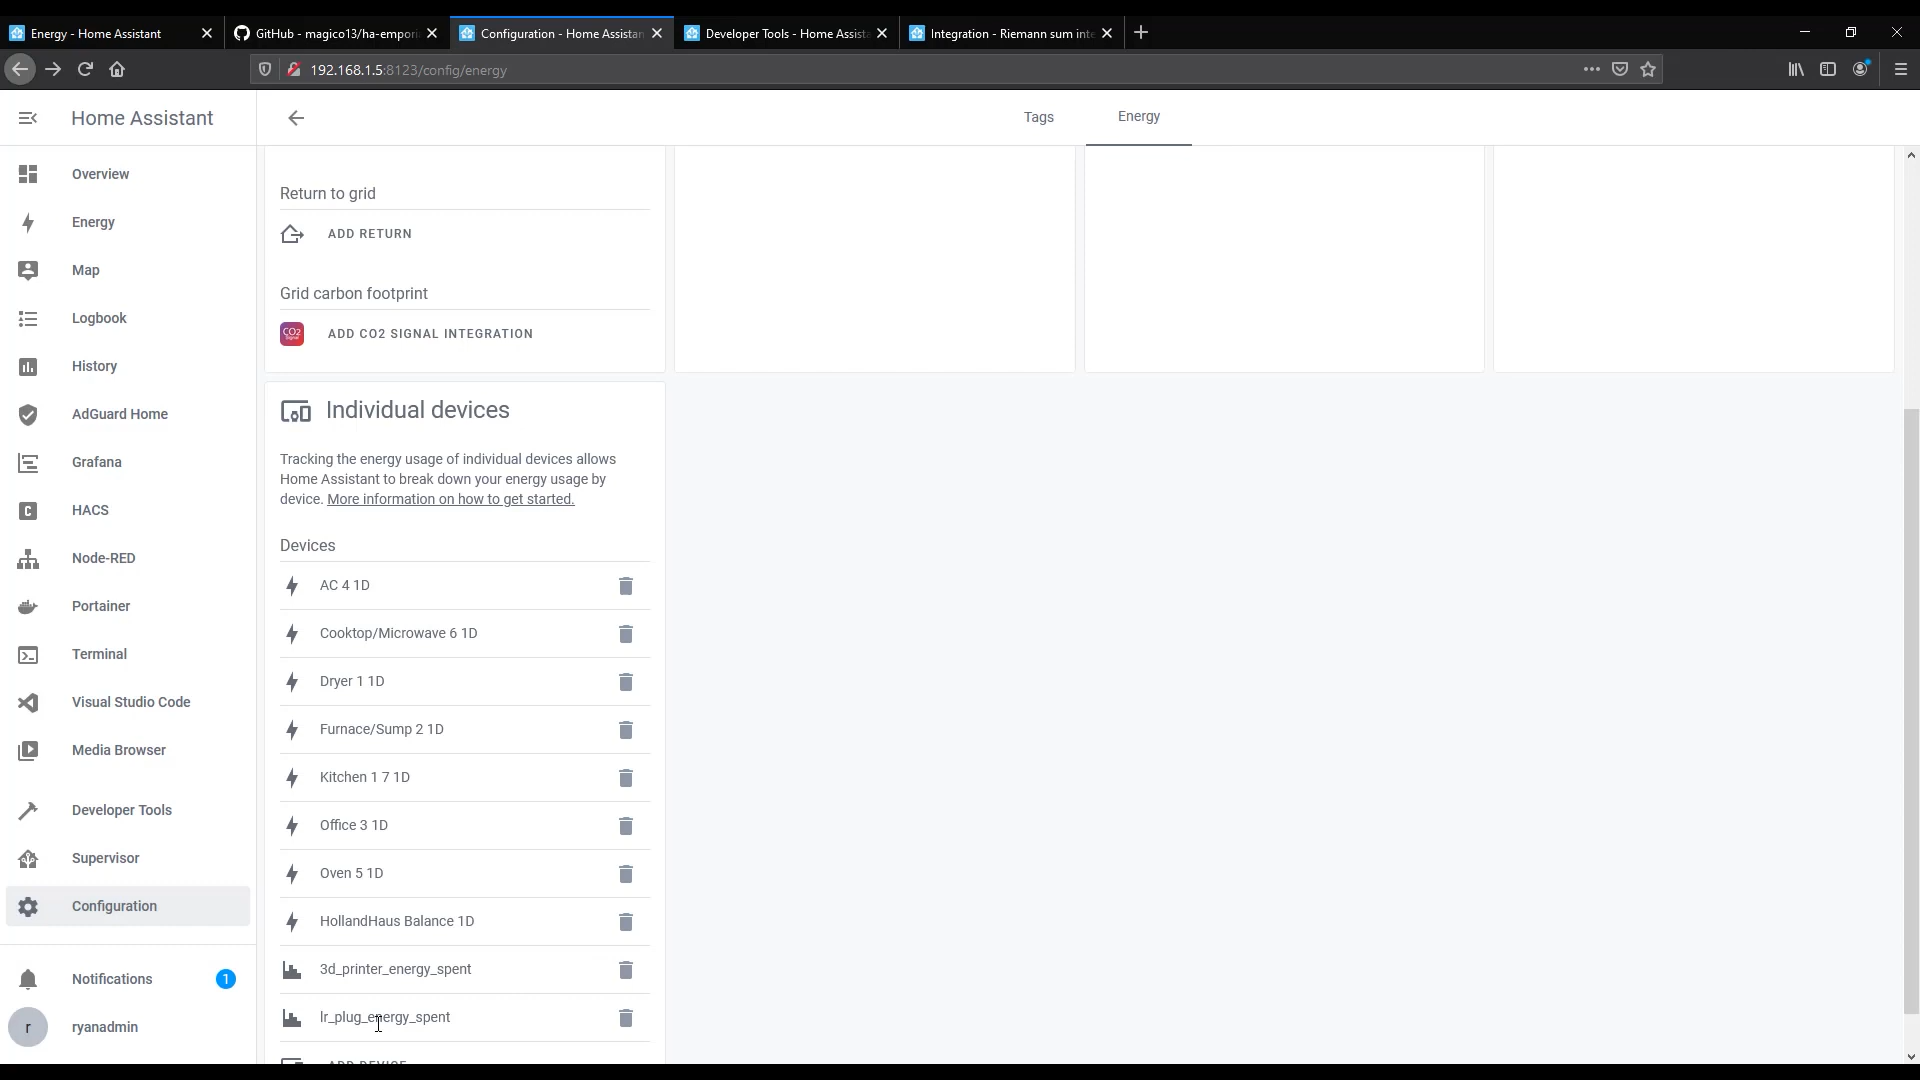 Energy - Home Assistant
GitHub - magico13/ha-empori
Configuration - Home Assistan
Developer Tools - Home Assista
Integration - Riemann sum inte
192.168.1.5:8123/config/energy
Home Assistant
Tags
Energy
Overview
Energy
Map
Logbook
History
AdGuard Home
Grafana
HACS
Node-RED
Portainer
Terminal
Visual Studio Code
Media Browser
Developer Tools
Supervisor
Configuration
Notifications
1
r
ryanadmin
Return to grid
ADD RETURN
Grid carbon footprint
CO2
ADD CO2 SIGNAL INTEGRATION
Individual devices
Tracking the energy usage of individual devices allows
Home Assistant to break down your energy usage by
device. More information on how to get started.
Devices
AC 4 1D
Cooktop/Microwave 6 1D
Dryer 1 1D
Furnace/Sump 2 1D
Kitchen 1 7 1D
Office 3 1D
Oven 5 1D
HollandHaus Balance 1D
3d_printer_energy_spent
lr_plug_energy_spent
ADD DEVICE